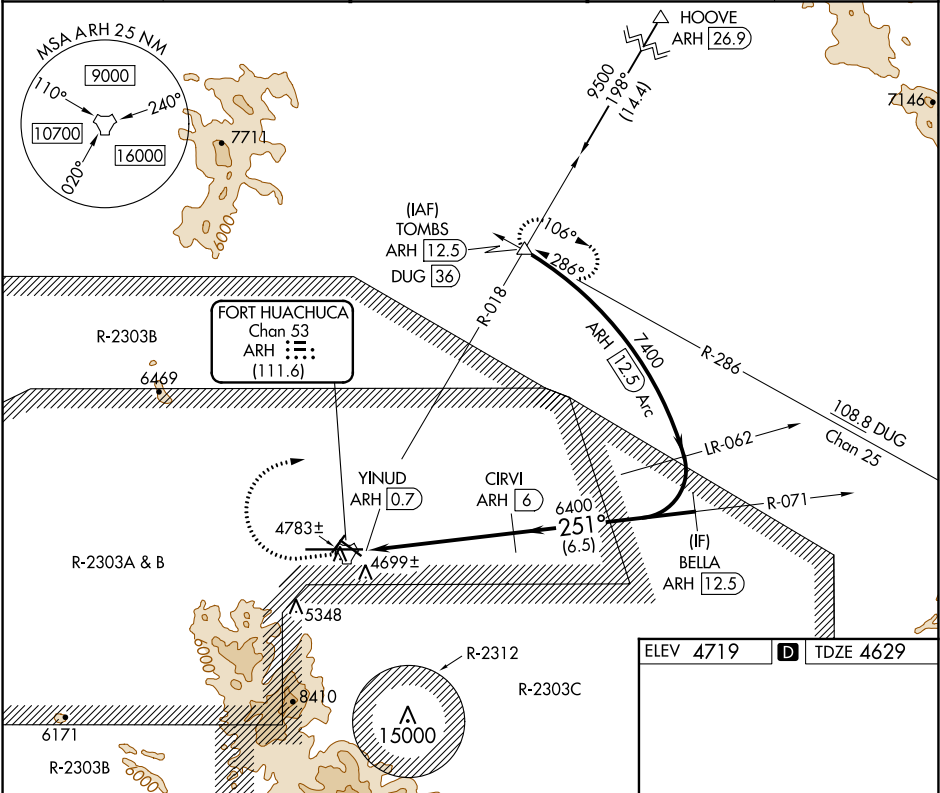 MSA ARH 25 NM
9000
110°
240°
10700
16000
020°
7711
6000
HOOVE
ARH 26.9
9500
198°
(14.4)
7146
(IAF)
TOMBS
ARH 12.5
DUG 36
106°
286°
R-018
7400
ARH 12.5 Arc
R-286
108.8 DUG
Chan 25
FORT HUACHUCA
Chan 53
ARH
(111.6)
R-2303B
6469
LR-062
R-071
YINUD
ARH 0.7
CIRVI
ARH 6
6400
251°
(6.5)
(IF)
BELLA
ARH 12.5
4783±
4699±
R-2303A & B
5348
6000
R-2312
R-2303C
8410
15000
6171
R-2303B
6000
ELEV 4719
D
TDZE 4629